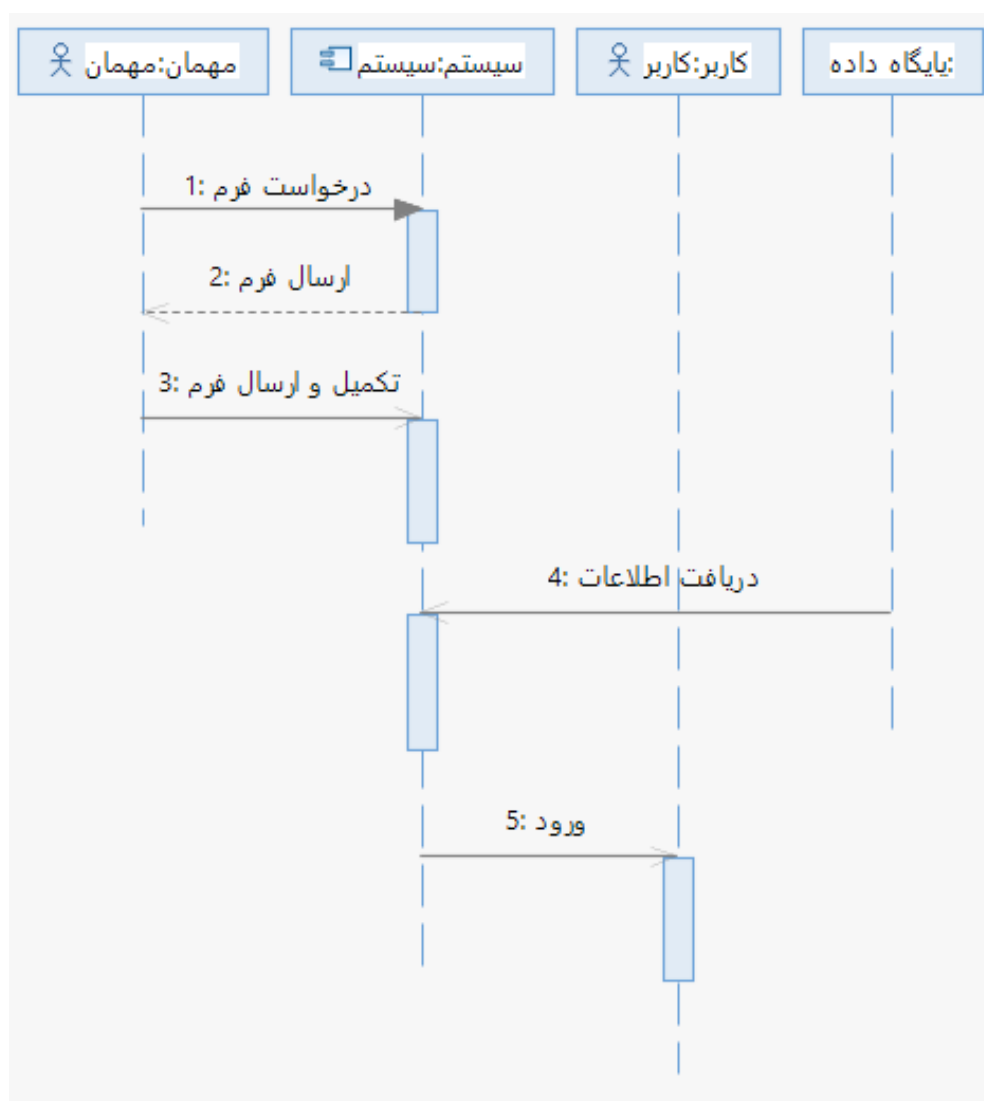 مهمان:مهمان
سیستم:سیستم
کاربر:کاربر
:پایگاه داده
1: درخواست فرم
2: ارسال فرم
3: تکمیل و ارسال فرم
4: دریافت اطلاعات
5: ورود